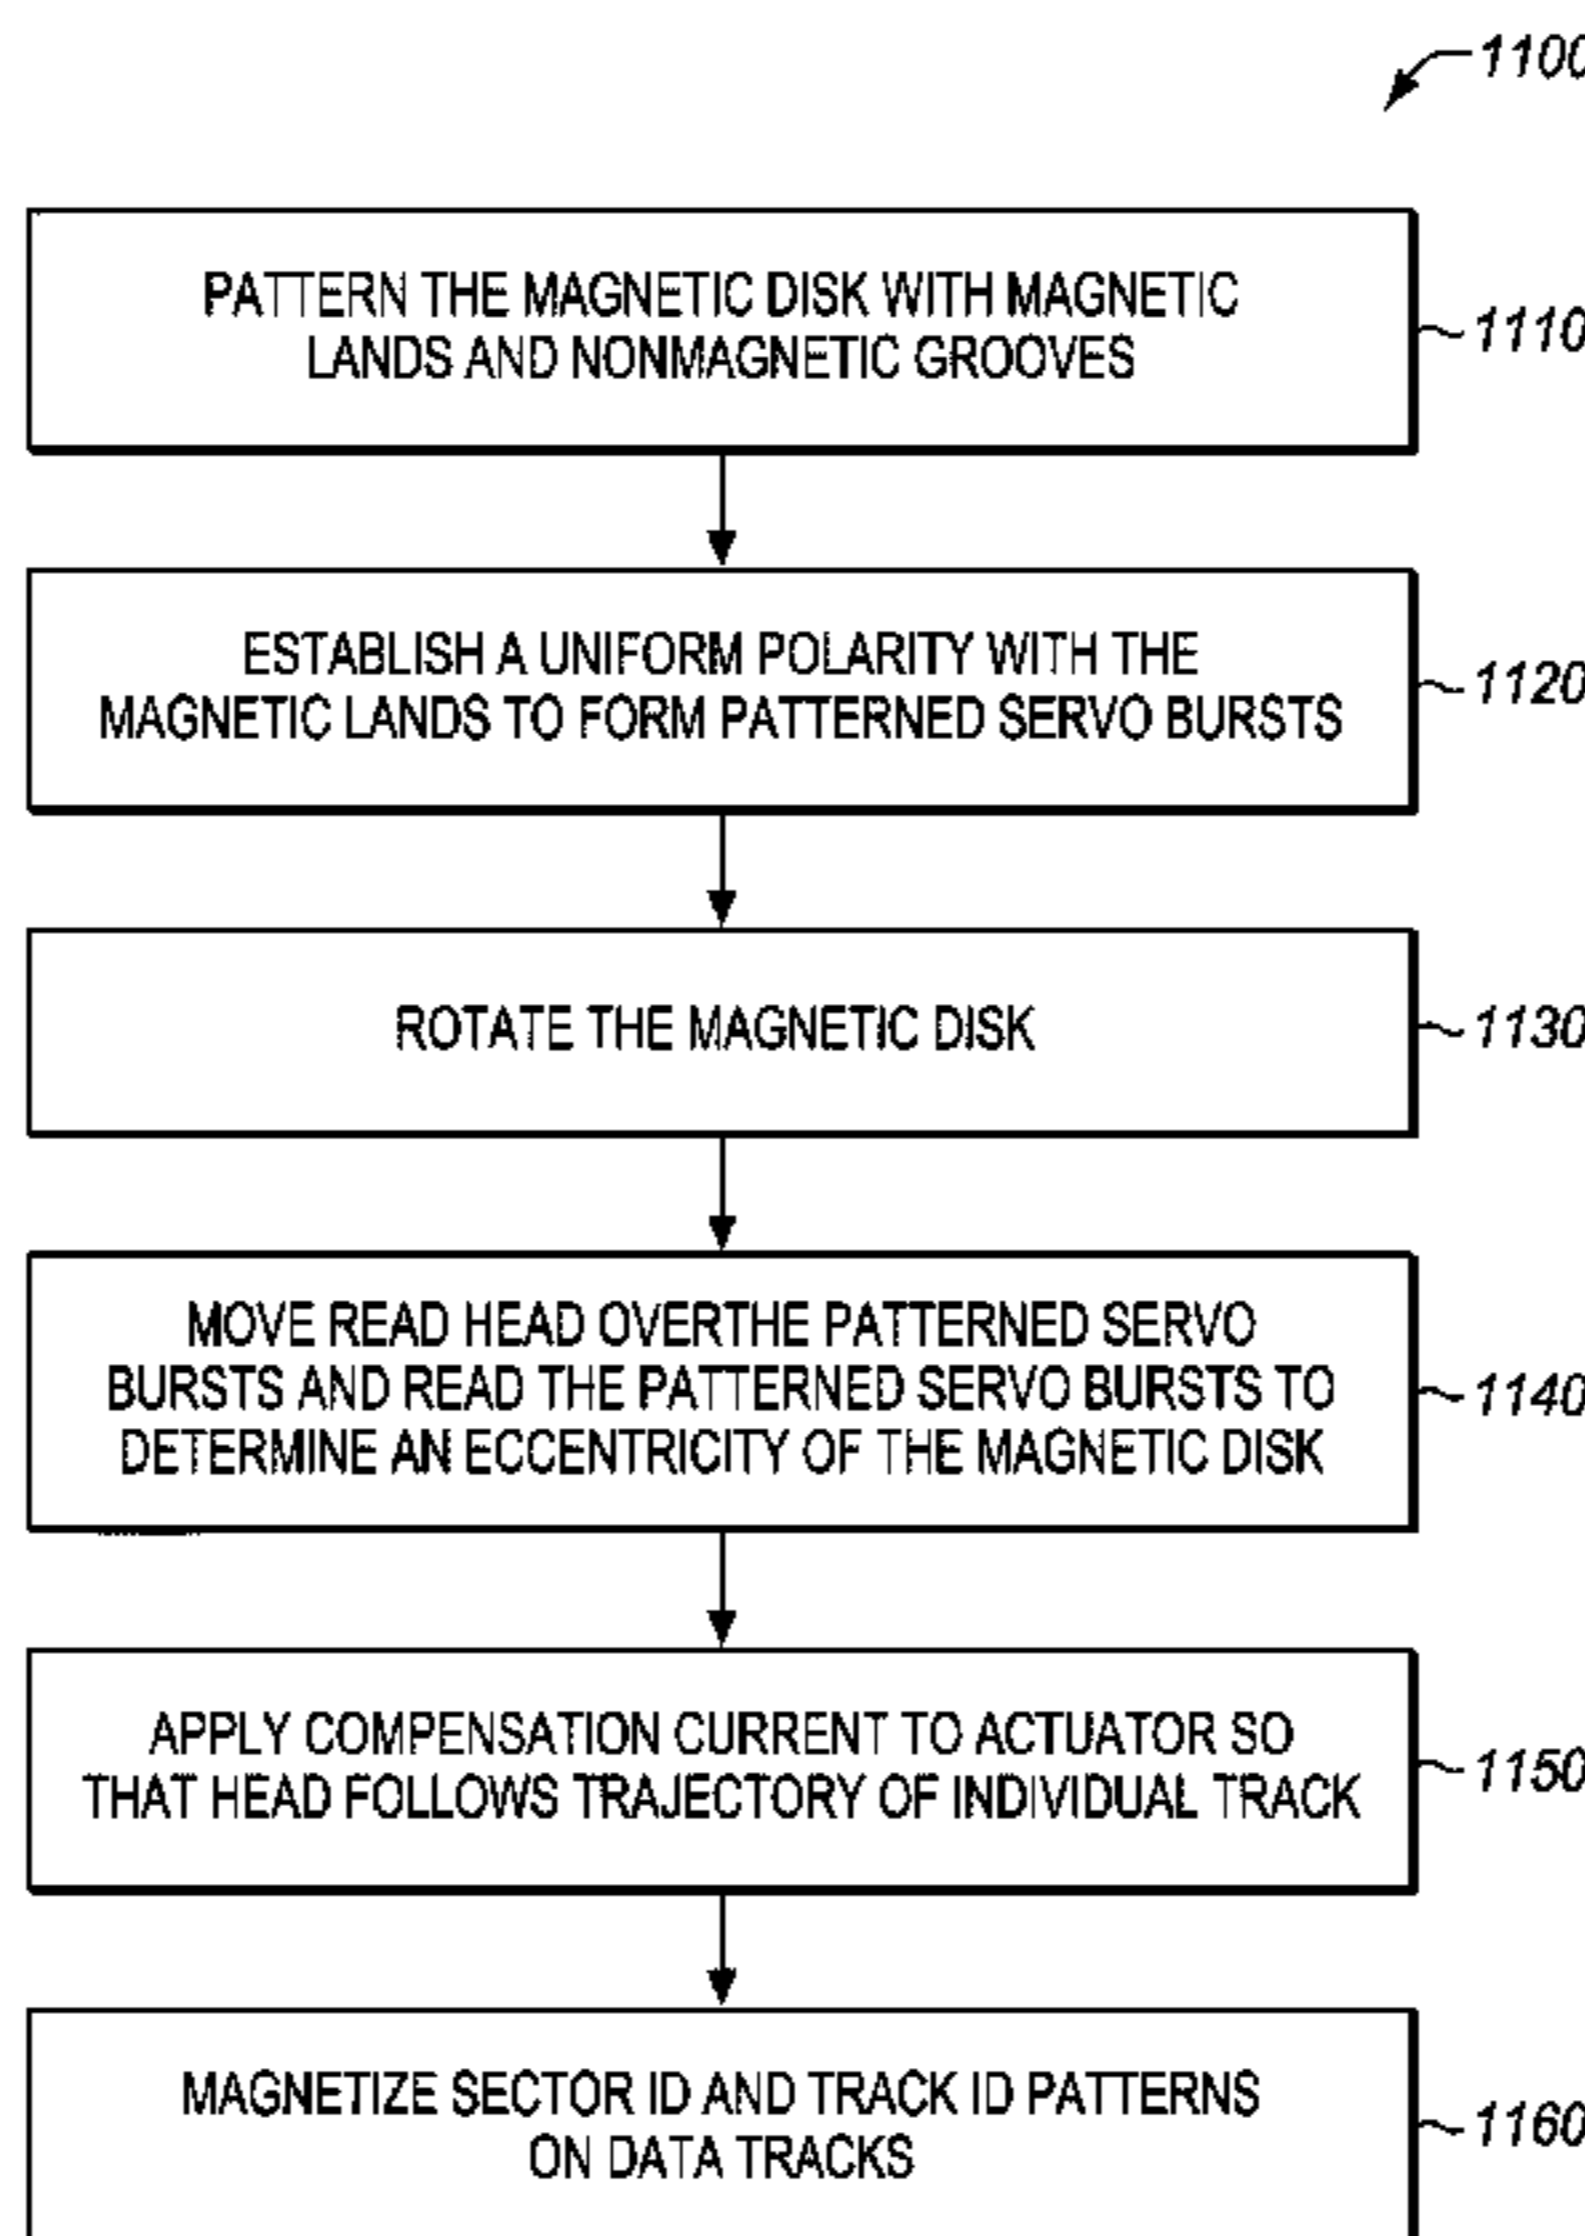 1100
PATTERN THE MAGNETIC DISK WITH MAGNETIC
LANDS AND NONMAGNETIC GROOVES
1110
ESTABLISH A UNIFORM POLARITY WITH THE
MAGNETIC LANDS TO FORM PATTERNED SERVO BURSTS
1120
ROTATE THE MAGNETIC DISK
1130
MOVE READ HEAD OVERTHE PATTERNED SERVO
BURSTS AND READ THE PATTERNED SERVO BURSTS TO
DETERMINE AN ECCENTRICITY OF THE MAGNETIC DISK
1140
APPLY COMPENSATION CURRENT TO ACTUATOR SO
THAT HEAD FOLLOWS TRAJECTORY OF INDIVIDUAL TRACK
1150
MAGNETIZE SECTOR ID AND TRACK ID PATTERNS
ON DATA TRACKS
1160